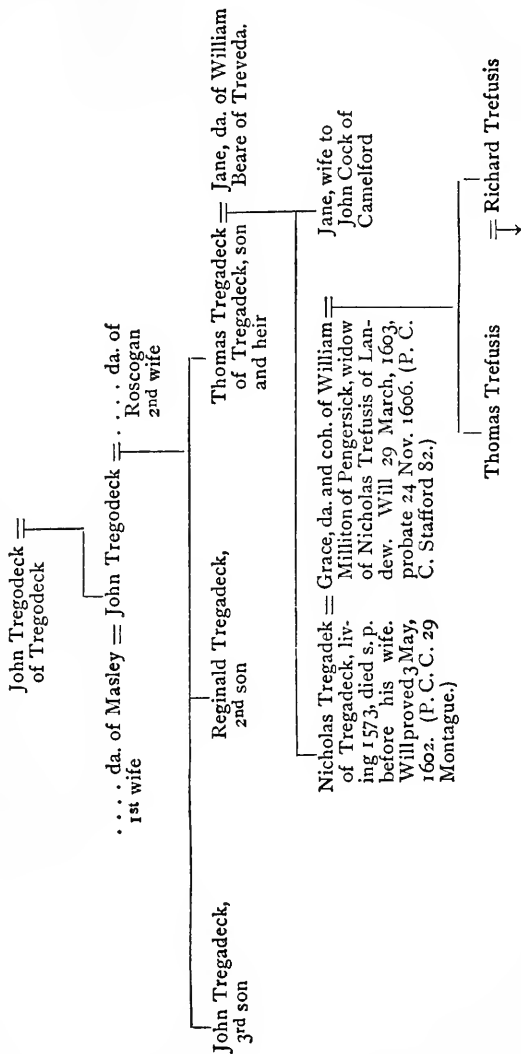 John Tregodeck
of Tregodeck
. . . . da. of Masley = John Tregodeck = . . . . da. of
1st wife
Roscogan
2nd wife
John Tregadeck,
3rd son
Reginald Tregadeck,
2nd son
Thomas Tregadeck = Jane, da. of William
of Tregadeck, son
and heir
Beare of Treveda.
Nicholas Tregadek = Grace, da. and coh. of William =
of Tregadeck, liv-
ing 1573, died s. p.
before his wife.
Will proved 3 May,
1602. (P. C. C. 29
Montague.)
Milliton of Pengersick, widow
of Nicholas Trefusis of Lan-
dew. Will 29 March, 1603,
probate 24 Nov. 1606. (P. C.
C. Stafford 82.)
Jane, wife to
John Cock of
Camelford
Thomas Trefusis
= Richard Trefusis